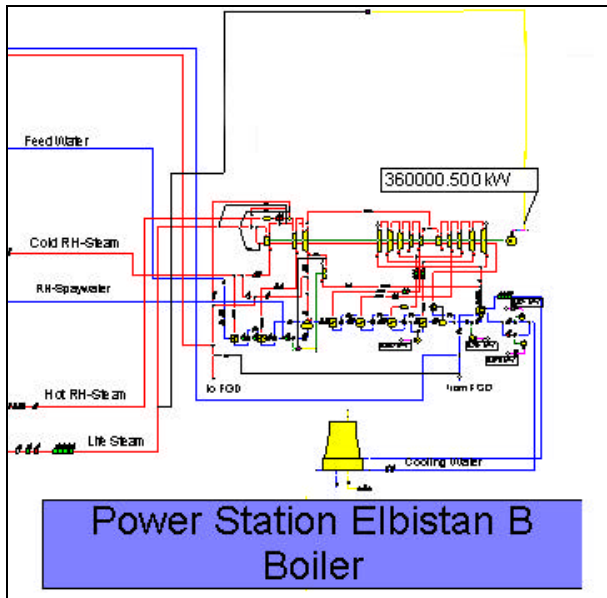 Feed Water
360000.500 kW
Cold RH-Steam
RH-Spaywater
to FGD
from FGD
Hot RH-Steam
Life Steam
Cooling Water
Power Station Elbistan B
Boiler